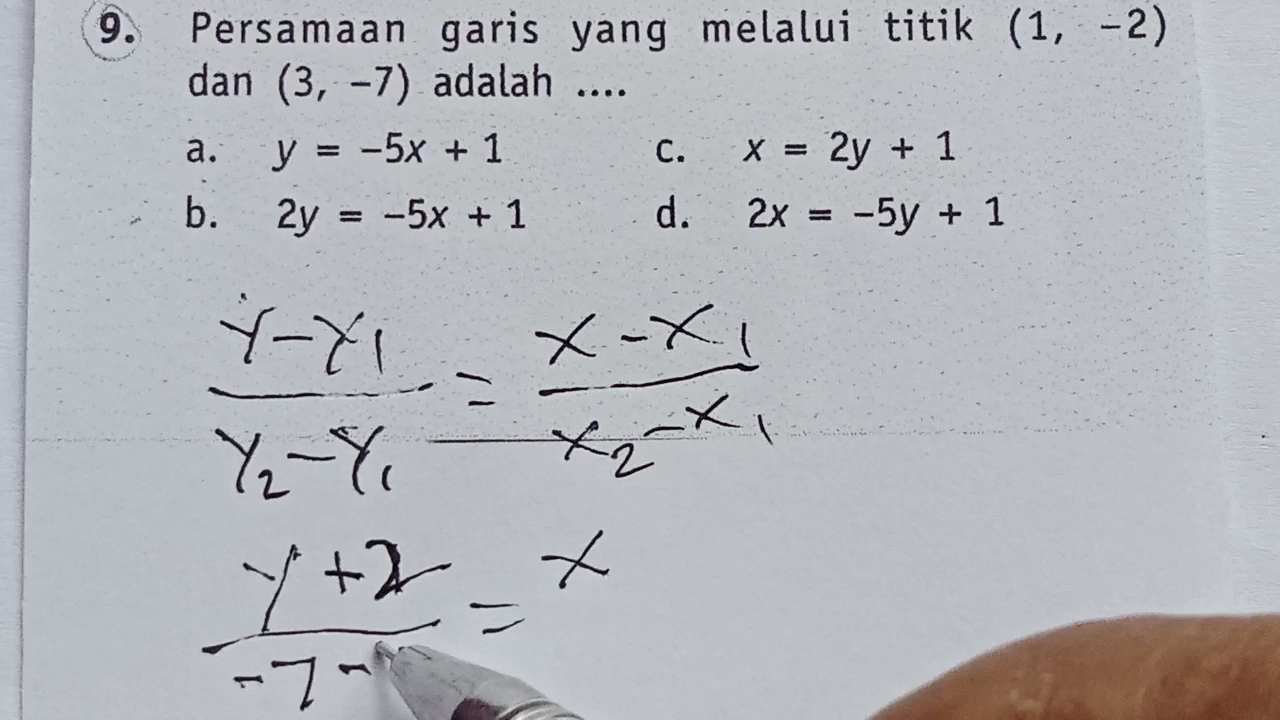 9. Persamaan garis yang melalui titik (1, −2)
dan (3, −7) adalah ....
a. y = −5x + 1 c. x = 2y + 1
b. 2y = −5x + 1 d. 2x = −5y + 1
y − y1 = x − x1
y2 − y1 x2 − x1
y + 2 = x
−7 −